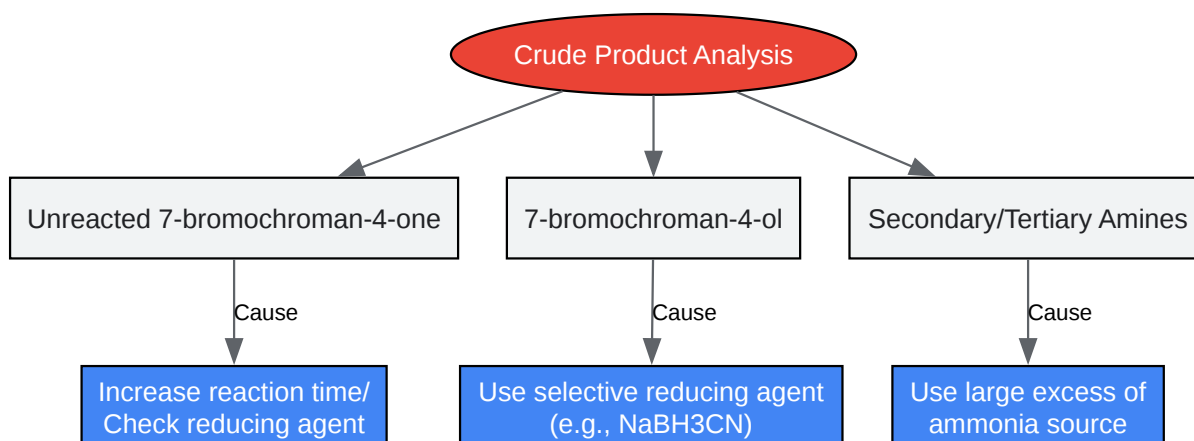 Crude Product Analysis
Unreacted 7-bromochroman-4-one
7-bromochroman-4-ol
Secondary/Tertiary Amines
Cause
Cause
Cause
Increase reaction time/
Check reducing agent
Use selective reducing agent
(e.g., NaBH3CN)
Use large excess of
ammonia source